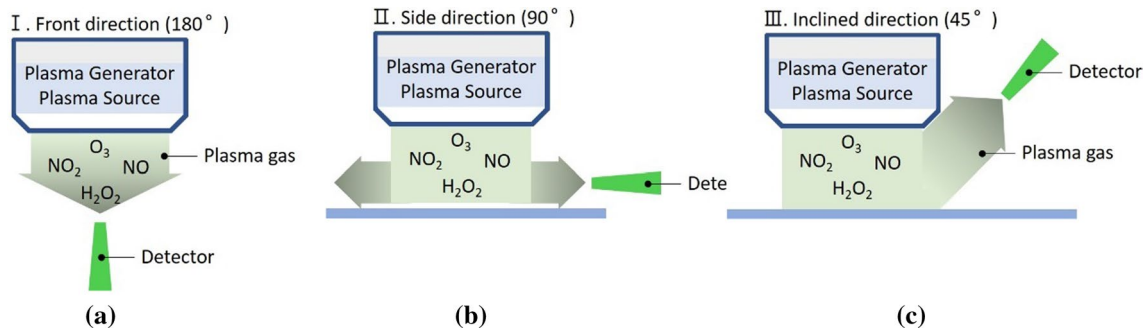 Ⅰ. Front direction (180°)
Plasma Generator
Plasma Source
O₃
NO₂ NO
H₂O₂
Plasma gas
Detector
(a)
Ⅱ. Side direction (90°)
Plasma Generator
Plasma Source
O₃
NO₂ NO
H₂O₂
Dete
(b)
Ⅲ. Inclined direction (45°)
Plasma Generator
Plasma Source
Detector
O₃
NO₂ NO
H₂O₂
Plasma gas
(c)